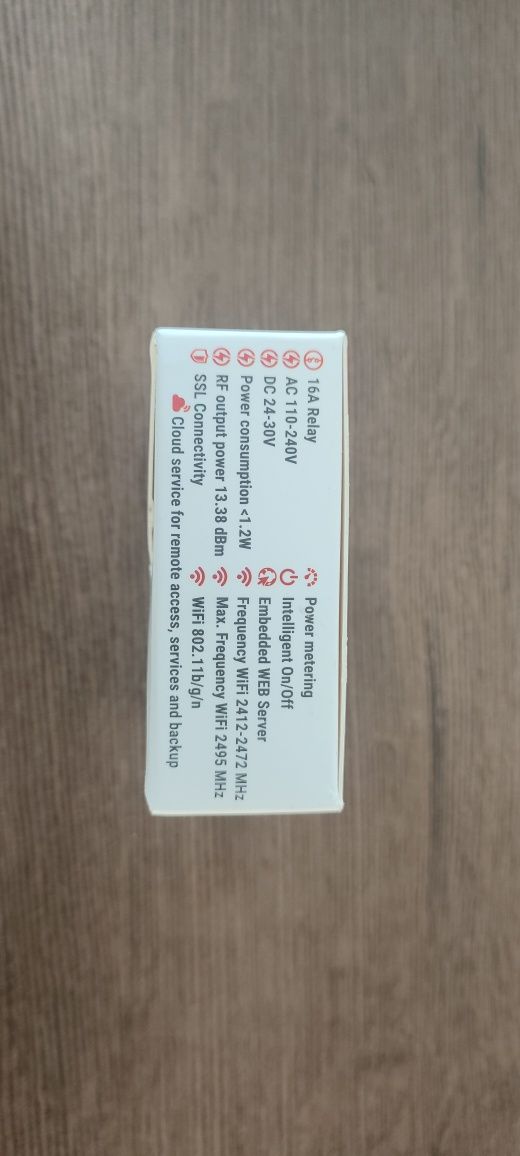 16A Relay
AC 110-240V
DC 24-30V
Power consumption <1.2W
RF output power 13.38 dBm
SSL Connectivity
Power metering
Intelligent On/Off
Embedded WEB Server
Frequency WiFi 2412-2472 MHz
Max. Frequency WiFi 2495 MHz
WiFi 802.11b/g/n
Cloud service for remote access, services and backup